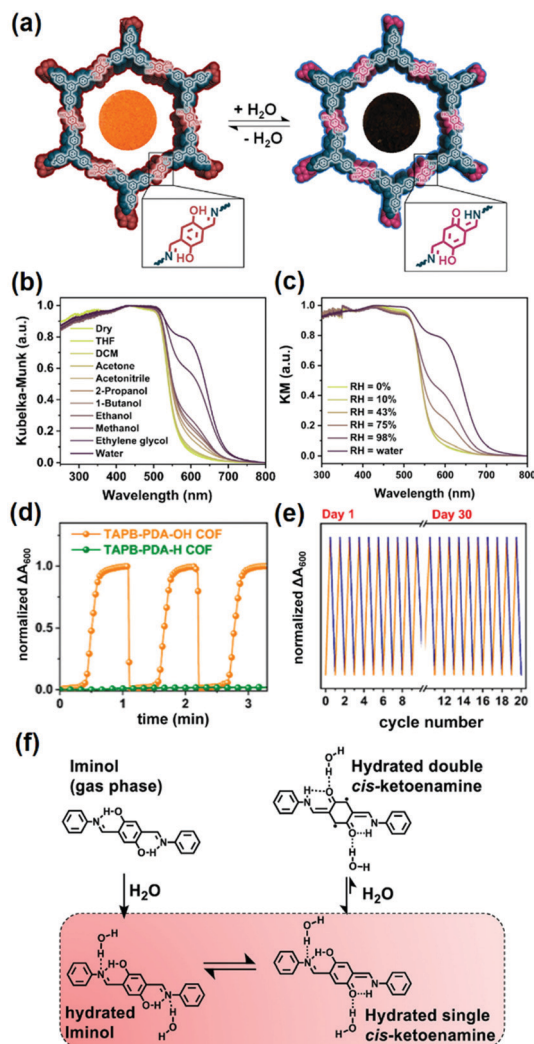 (a)
+ H₂O
- H₂O
OH
N
N
HO
O
HN
N
HO
(b)
Kubelka-Munk (a.u.)
1.0
0.8
0.6
0.4
0.2
0.0
Dry
THF
DCM
Acetone
Acetonitrile
2-Propanol
1-Butanol
Ethanol
Methanol
Ethylene glycol
Water
300 400 500 600 700 800
Wavelength (nm)
(c)
KM (a.u.)
1.0
0.8
0.6
0.4
0.2
0.0
RH = 0%
RH = 10%
RH = 43%
RH = 75%
RH = 98%
RH = water
300 400 500 600 700 800
Wavelength (nm)
(d)
normalized ΔA₆₀₀
1.0
0.5
0.0
TAPB-PDA-OH COF
TAPB-PDA-H COF
0 1 2 3
time (min)
(e)
normalized ΔA₆₀₀
Day 1 Day 30
0 2 4 6 8 12 14 16 18 20
cycle number
(f)
Iminol
(gas phase)
H-O
N
N
O-H
H₂O
Hydrated double
cis-ketoenamine
H
O-H
N-H
O
O
H-N
H
O-H
H₂O
O-H
H
N
H-O
O-H
N
H
O-H
hydrated
Iminol
O-H
H
N
H-O
O
H-N
H
O-H
Hydrated single
cis-ketoenamine